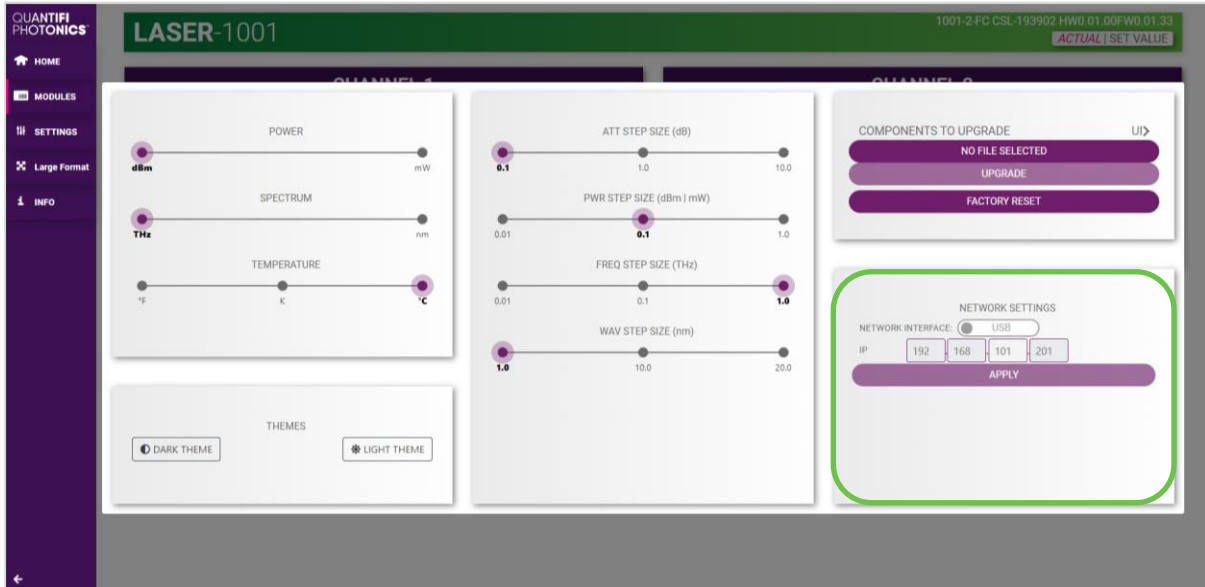 QUANTIFI
PHOTONICS
HOME
MODULES
SETTINGS
Large Format
INFO
LASER-1001
1001-2-FC CSL-193902 HW0.01.00FW0.01.33
ACTUAL | SET VALUE
POWER
dBm mW
SPECTRUM
THz nm
TEMPERATURE
°F K °C
THEMES
DARK THEME LIGHT THEME
ATT STEP SIZE (dB)
0.1 1.0 10.0
PWR STEP SIZE (dBm | mW)
0.01 0.1 1.0
FREQ STEP SIZE (THz)
0.01 0.1 1.0
WAV STEP SIZE (nm)
1.0 10.0 20.0
COMPONENTS TO UPGRADE UI>
NO FILE SELECTED
UPGRADE
FACTORY RESET
NETWORK SETTINGS
NETWORK INTERFACE: USB
IP 192 . 168 . 101 . 201
APPLY